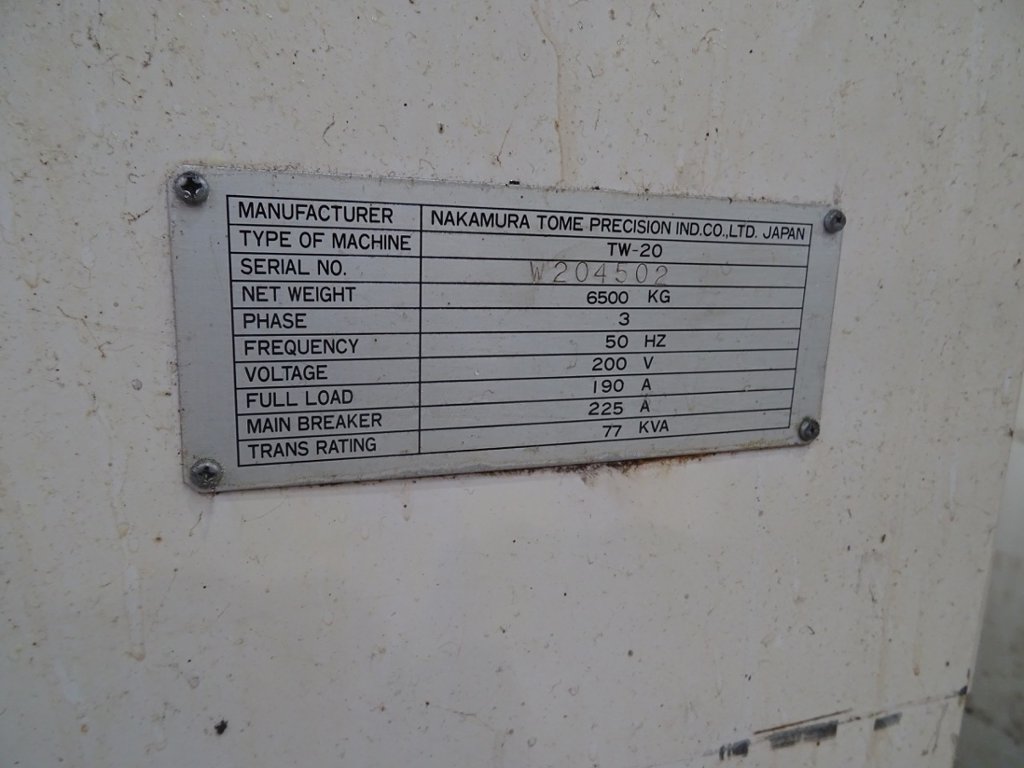 MANUFACTURER NAKAMURA TOME PRECISION IND.CO.,LTD. JAPAN
TYPE OF MACHINE TW-20
SERIAL NO. W204502
NET WEIGHT 6500 KG
PHASE 3
FREQUENCY 50 HZ
VOLTAGE 200 V
FULL LOAD 190 A
MAIN BREAKER 225 A
TRANS RATING 77 KVA